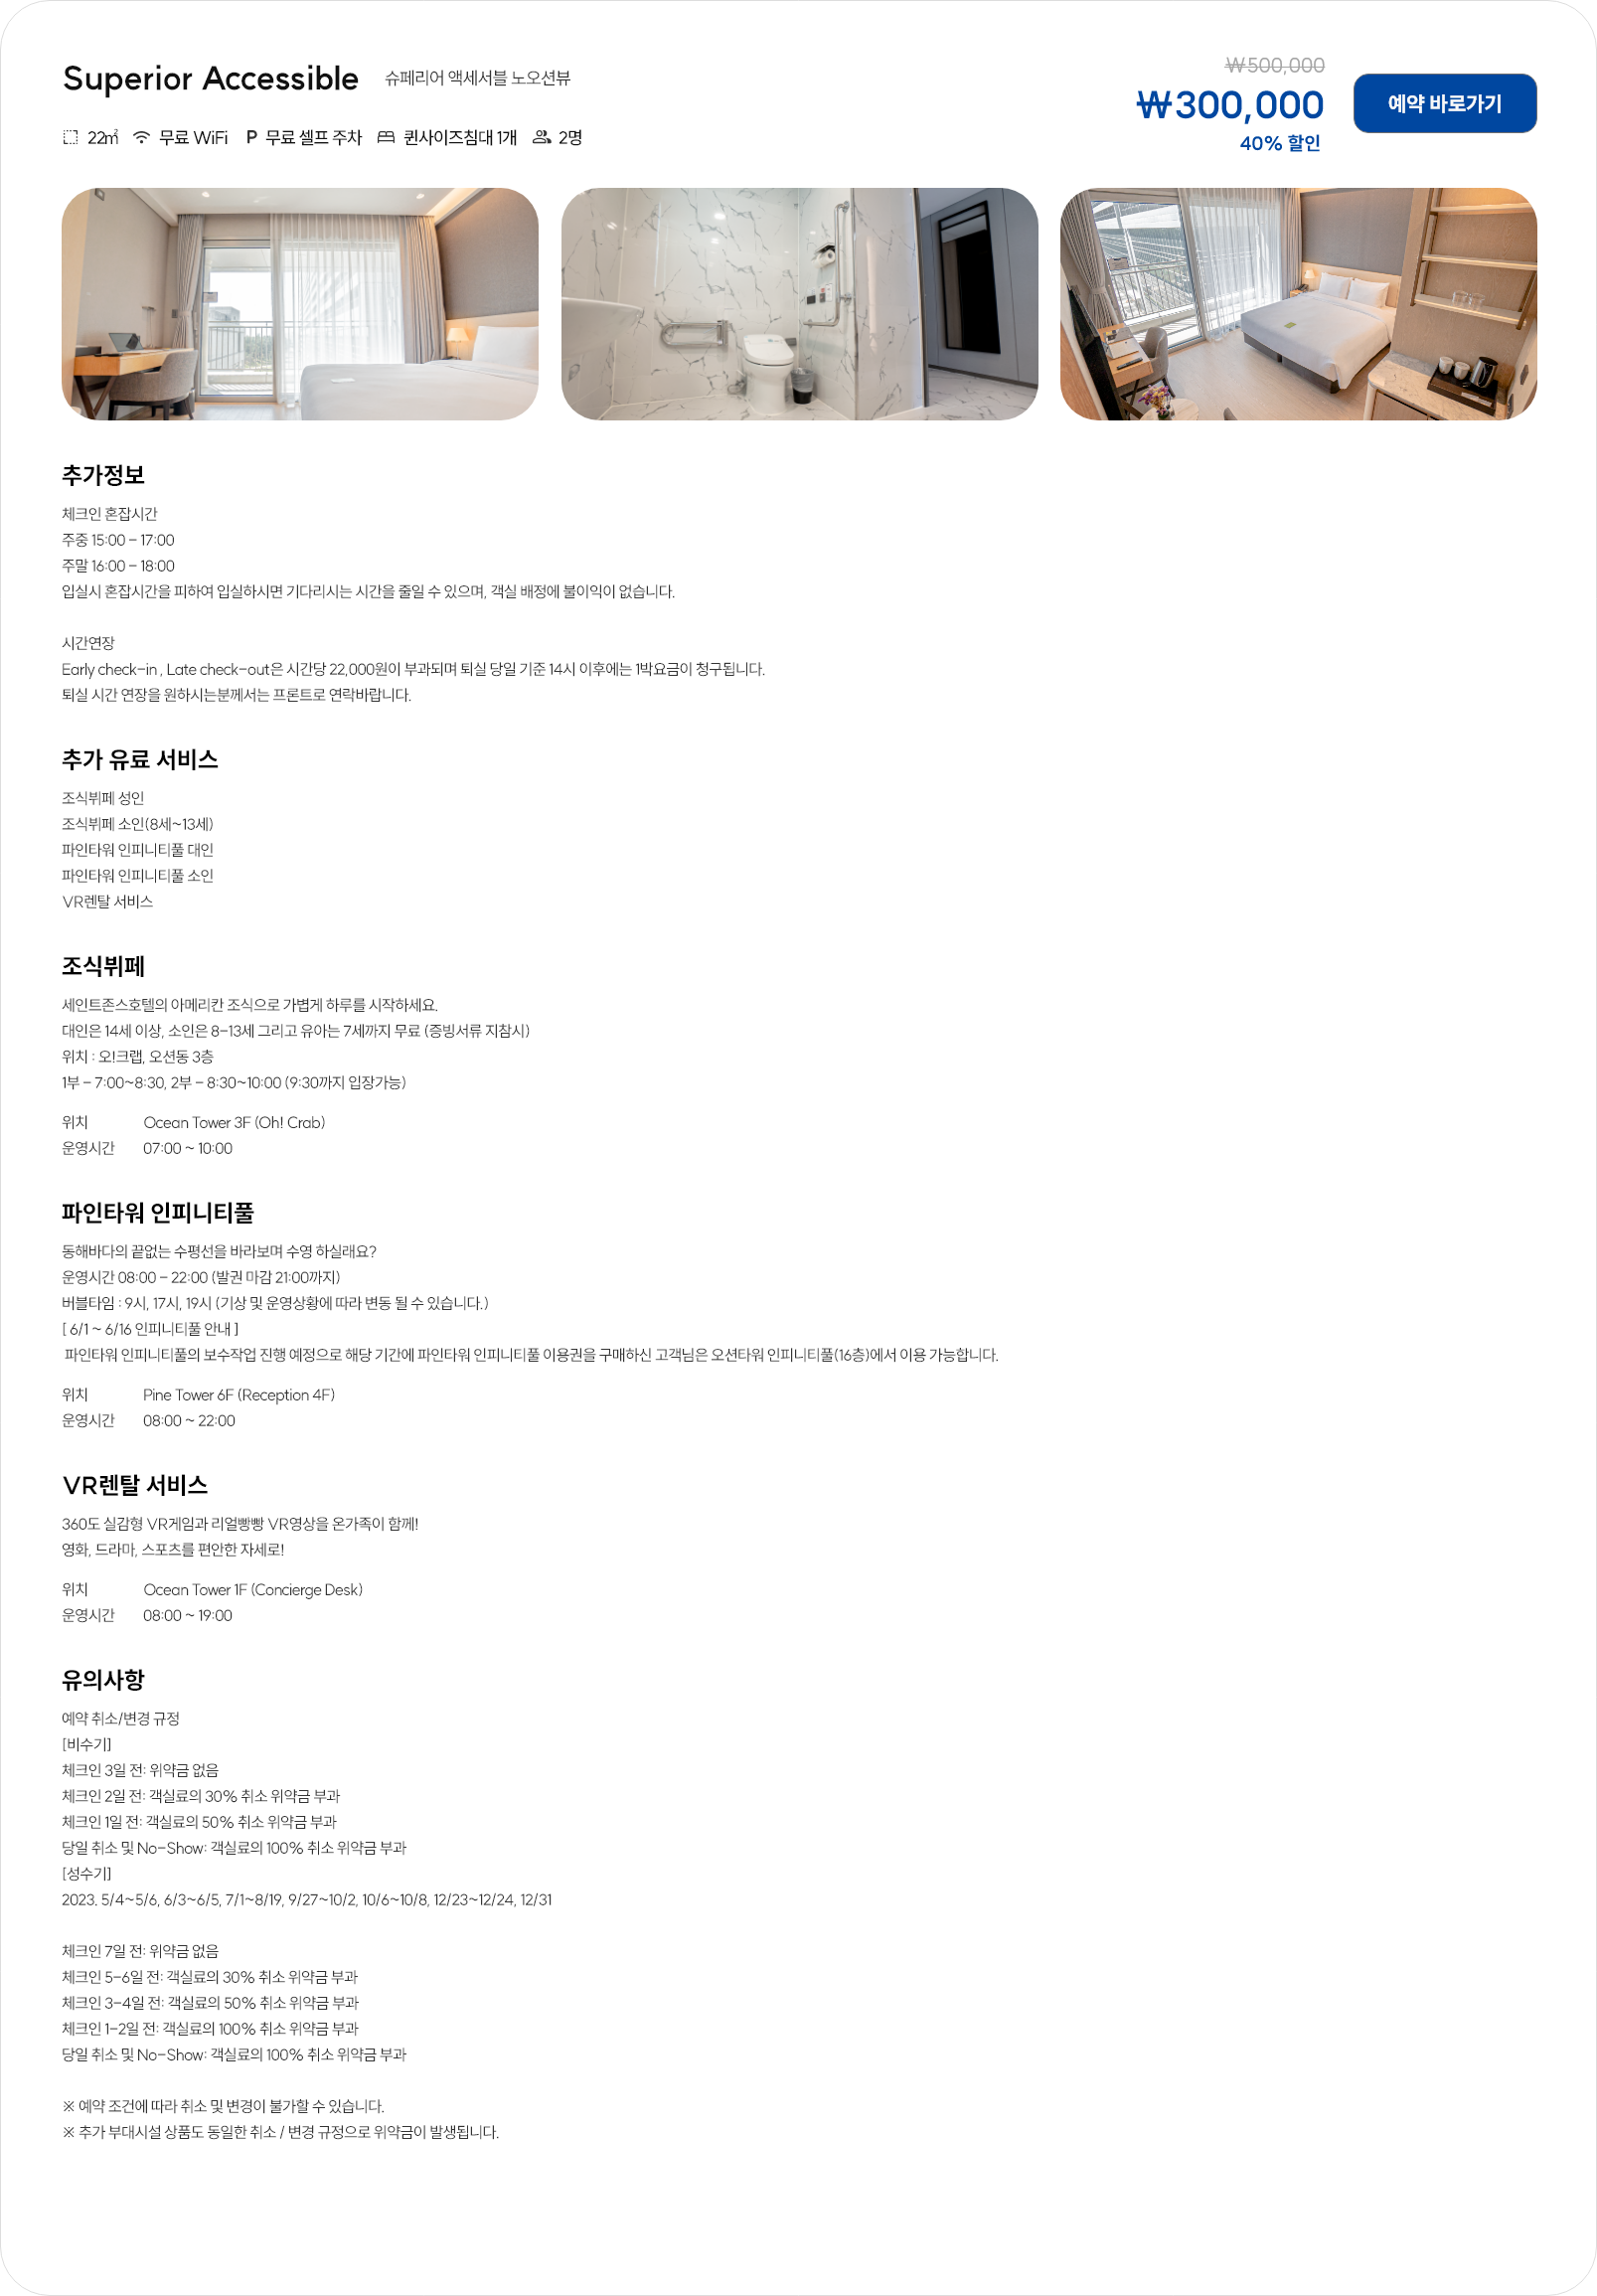 Superior Accessible 슈페리어 액세서블 노오션뷰
₩500,000
₩300,000
40% 할인
예약 바로가기
22㎡ 무료 WiFi P 무료 셀프 주차 퀸사이즈침대 1개 2명
추가정보
체크인 혼잡시간
주중 15:00 - 17:00
주말 16:00 - 18:00
입실시 혼잡시간을 피하여 입실하시면 기다리시는 시간을 줄일 수 있으며, 객실 배정에 불이익이 없습니다.
시간연장
Early check-in , Late check-out은 시간당 22,000원이 부과되며 퇴실 당일 기준 14시 이후에는 1박요금이 청구됩니다.
퇴실 시간 연장을 원하시는분께서는 프론트로 연락바랍니다.
추가 유료 서비스
조식뷔페 성인
조식뷔페 소인(8세~13세)
파인타워 인피니티풀 대인
파인타워 인피니티풀 소인
VR렌탈 서비스
조식뷔페
세인트존스호텔의 아메리칸 조식으로 가볍게 하루를 시작하세요.
대인은 14세 이상, 소인은 8-13세 그리고 유아는 7세까지 무료 (증빙서류 지참시)
위치 : 오!크랩, 오션동 3층
1부 - 7:00~8:30, 2부 - 8:30~10:00 (9:30까지 입장가능)
위치 Ocean Tower 3F (Oh! Crab)
운영시간 07:00 ~ 10:00
파인타워 인피니티풀
동해바다의 끝없는 수평선을 바라보며 수영 하실래요?
운영시간 08:00 - 22:00 (발권 마감 21:00까지)
버블타임 : 9시, 17시, 19시 (기상 및 운영상황에 따라 변동 될 수 있습니다.)
[ 6/1 ~ 6/16 인피니티풀 안내 ]
파인타워 인피니티풀의 보수작업 진행 예정으로 해당 기간에 파인타워 인피니티풀 이용권을 구매하신 고객님은 오션타워 인피니티풀(16층)에서 이용 가능합니다.
위치 Pine Tower 6F (Reception 4F)
운영시간 08:00 ~ 22:00
VR렌탈 서비스
360도 실감형 VR게임과 리얼빵빵 VR영상을 온가족이 함께!
영화, 드라마, 스포츠를 편안한 자세로!
위치 Ocean Tower 1F (Concierge Desk)
운영시간 08:00 ~ 19:00
유의사항
예약 취소/변경 규정
[비수기]
체크인 3일 전: 위약금 없음
체크인 2일 전: 객실료의 30% 취소 위약금 부과
체크인 1일 전: 객실료의 50% 취소 위약금 부과
당일 취소 및 No-Show: 객실료의 100% 취소 위약금 부과
[성수기]
2023. 5/4~5/6, 6/3~6/5, 7/1~8/19, 9/27~10/2, 10/6~10/8, 12/23~12/24, 12/31
체크인 7일 전: 위약금 없음
체크인 5-6일 전: 객실료의 30% 취소 위약금 부과
체크인 3-4일 전: 객실료의 50% 취소 위약금 부과
체크인 1-2일 전: 객실료의 100% 취소 위약금 부과
당일 취소 및 No-Show: 객실료의 100% 취소 위약금 부과
※ 예약 조건에 따라 취소 및 변경이 불가할 수 있습니다.
※ 추가 부대시설 상품도 동일한 취소 / 변경 규정으로 위약금이 발생됩니다.